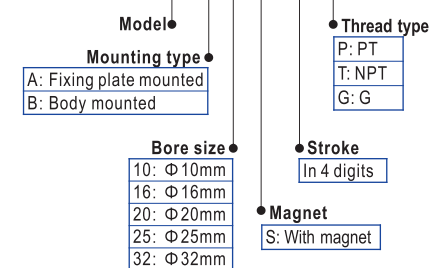 Model
Thread type
P: PT
T: NPT
G: G
Mounting type
A: Fixing plate mounted
B: Body mounted
Bore size
10: Φ10mm
16: Φ16mm
20: Φ20mm
25: Φ25mm
32: Φ32mm
Stroke
In 4 digits
Magnet
S: With magnet